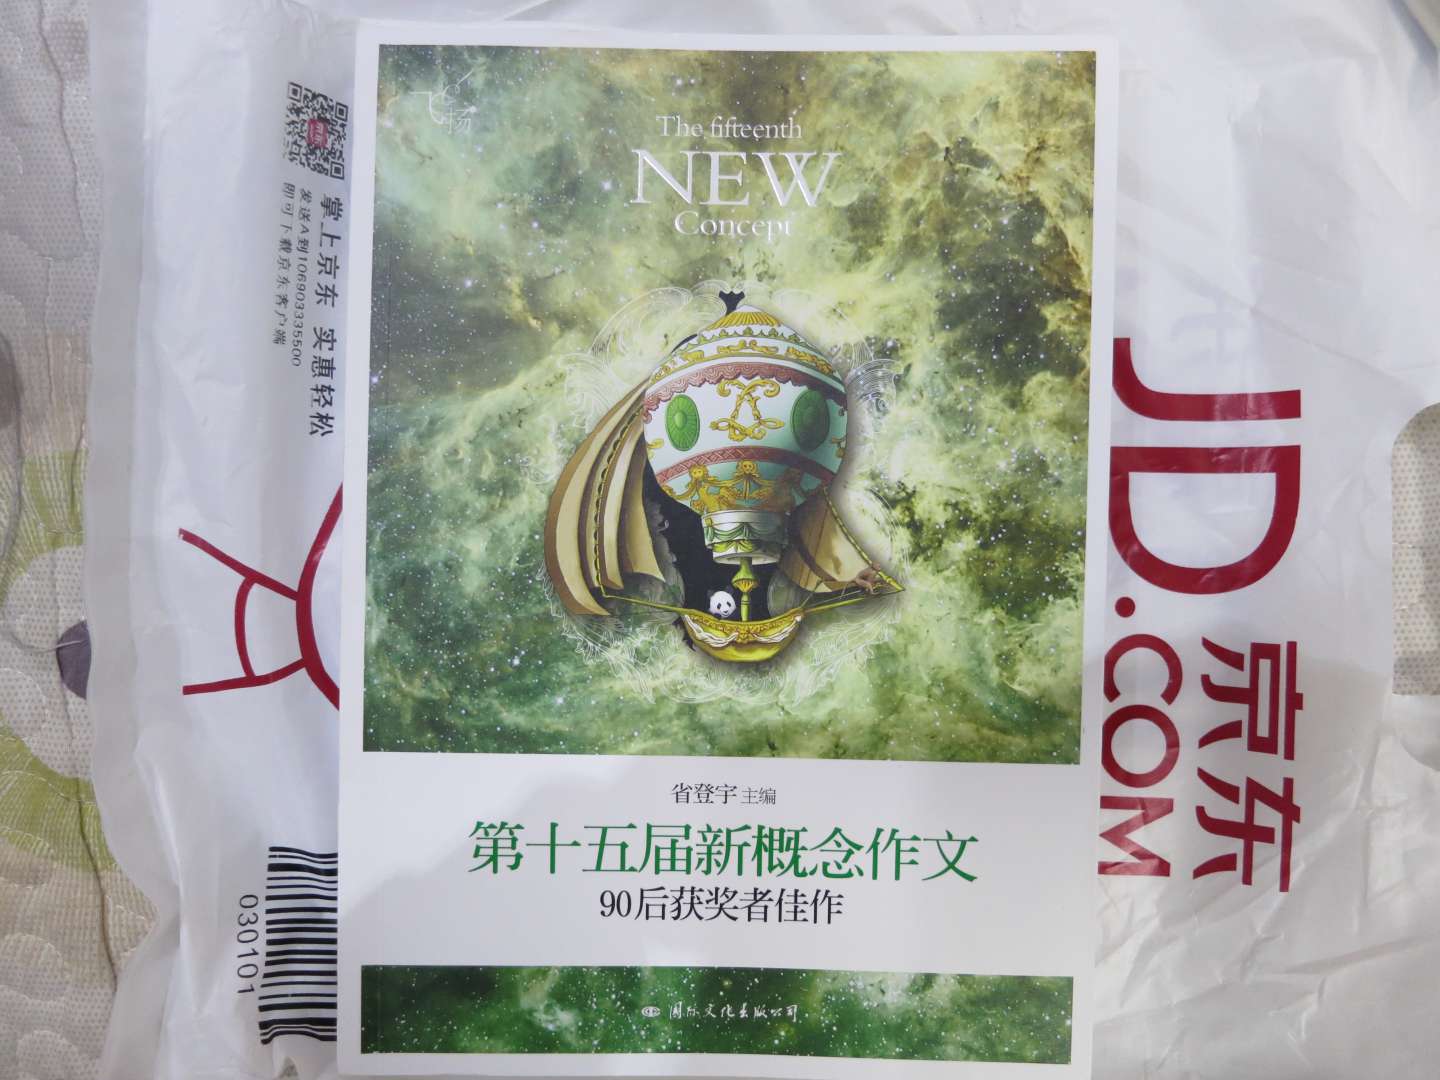 飞扬
The fifteenth
NEW
Concept
省登宇 主编
第十五届新概念作文
90后获奖者佳作
国际文化出版公司
掌上京东 实惠轻松
发送A到106903335500
即可下载京东客户端
030101
JD.COM
京东